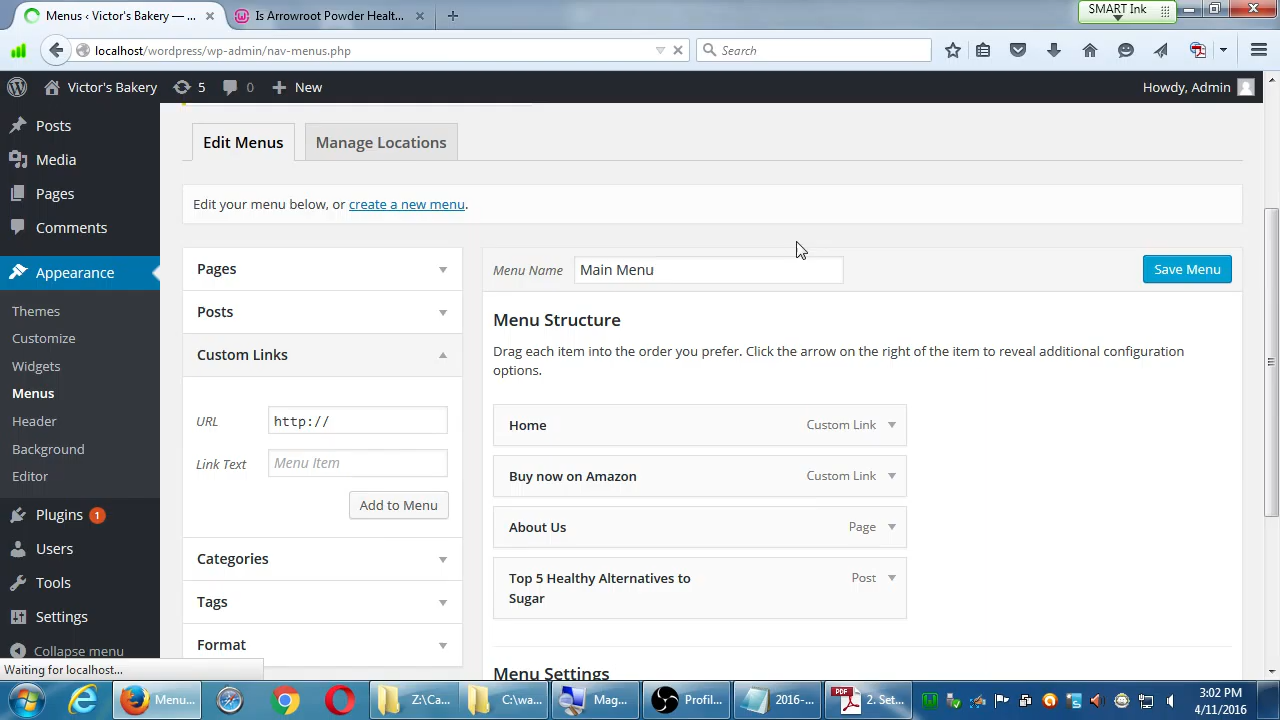 Menus ‹ Victor's Bakery — ...
Is Arrowroot Powder Healt...
SMART Ink
localhost/wordpress/wp-admin/nav-menus.php
Search
Victor's Bakery
5
0
New
Howdy, Admin
Posts
Media
Pages
Comments
Appearance
Themes
Customize
Widgets
Menus
Header
Background
Editor
Plugins 1
Users
Tools
Settings
Collapse menu
Edit Menus
Manage Locations
Edit your menu below, or create a new menu.
Pages
Posts
Custom Links
URL
http://
Link Text
Menu Item
Add to Menu
Categories
Tags
Format
Menu Name
Main Menu
Save Menu
Menu Structure
Drag each item into the order you prefer. Click the arrow on the right of the item to reveal additional configuration
options.
Home
Custom Link
Buy now on Amazon
Custom Link
About Us
Page
Top 5 Healthy Alternatives to
Sugar
Post
Menu Settings
Waiting for localhost...
Menu...
Z:\Ca...
C:\wa...
Mag...
Profil...
2016-...
PDF
2. Set...
3:02 PM
4/11/2016